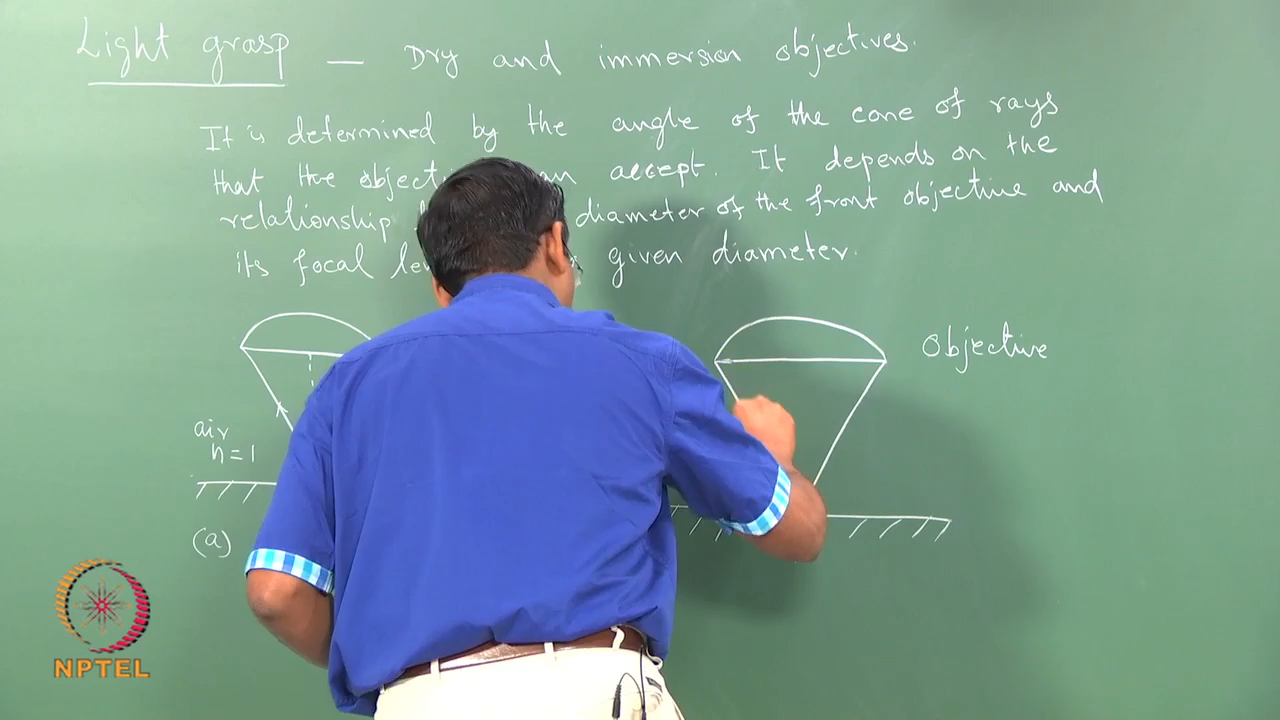 Light grasp — Dry and immersion objectives.
It is determined by the angle of the cone of rays
that the accept. It depends on the
relationship diameter of the front objective and
its focal given diameter.
Objective
air
n = 1
(a)
NPTEL